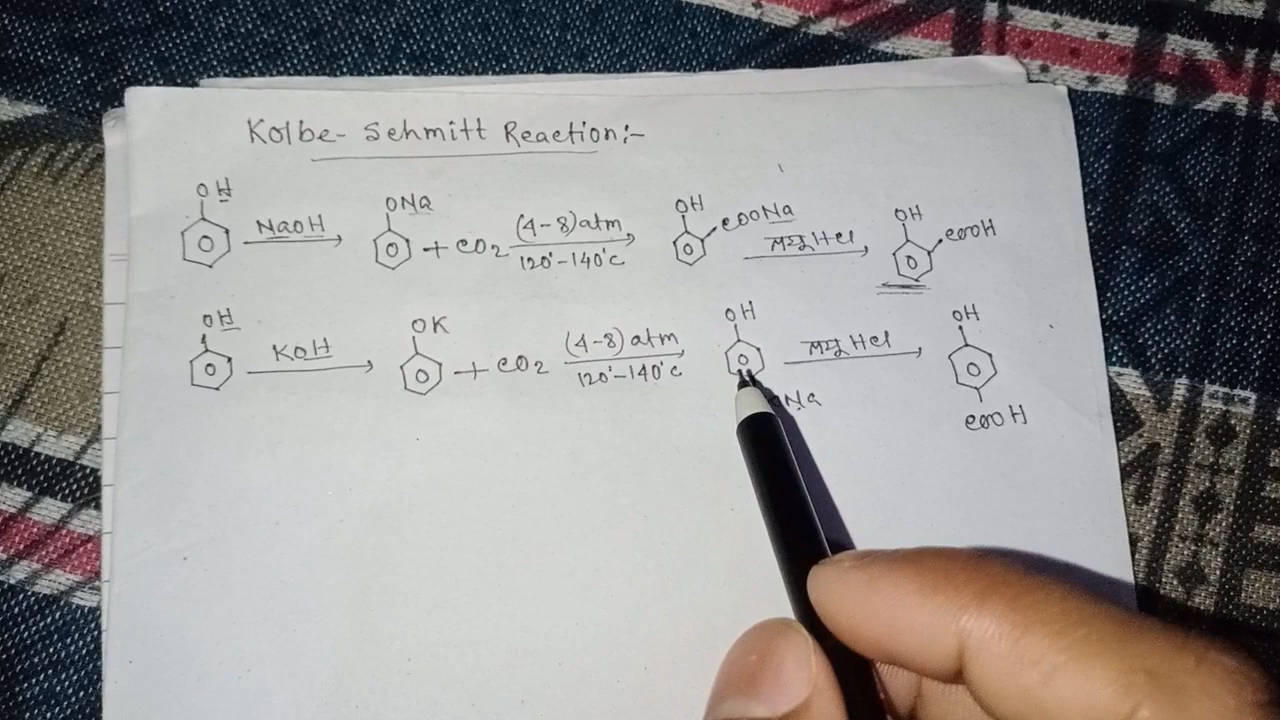 Kolbe-Schmitt Reaction:-
OH NaOH ONa + CO2 (4-8)atm 120°-140°C OH COONa লঘু HCl OH COOH
OH KOH OK + CO2 (4-8)atm 120°-140°C OH লঘু HCl OH COOH